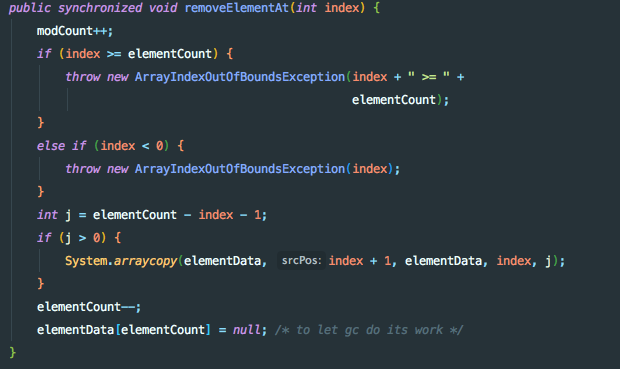 public synchronized void removeElementAt(int index) {
modCount++;
if (index >= elementCount) {
throw new ArrayIndexOutOfBoundsException(index + " >= " +
elementCount);
}
else if (index < 0) {
throw new ArrayIndexOutOfBoundsException(index);
}
int j = elementCount - index - 1;
if (j > 0) {
System.arraycopy(elementData, srcPos: index + 1, elementData, index, j);
}
elementCount--;
elementData[elementCount] = null; /* to let gc do its work */
}